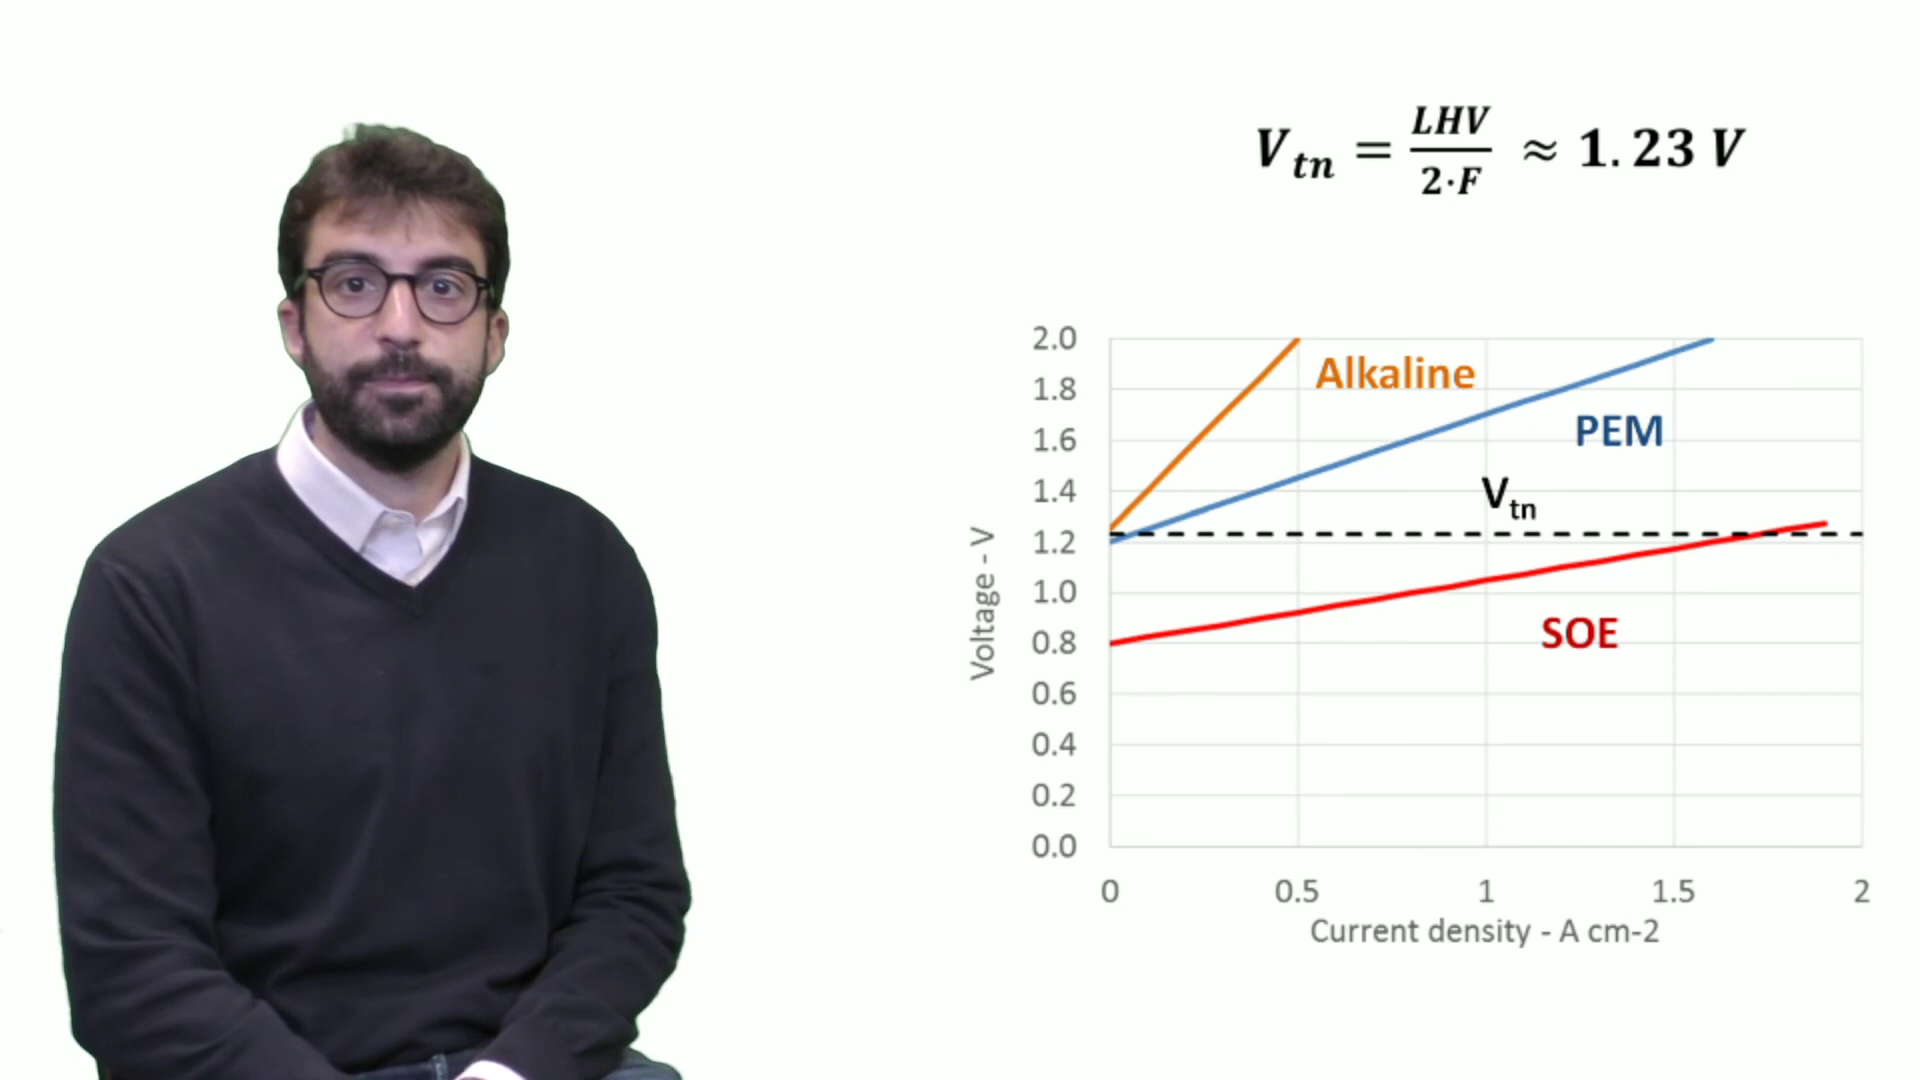 V_tn = LHV / 2·F ≈ 1.23 V
2.0
1.8
1.6
1.4
1.2
1.0
0.8
0.6
0.4
0.2
0.0
Voltage - V
Alkaline
PEM
V_tn
SOE
0 0.5 1 1.5 2
Current density - A cm-2